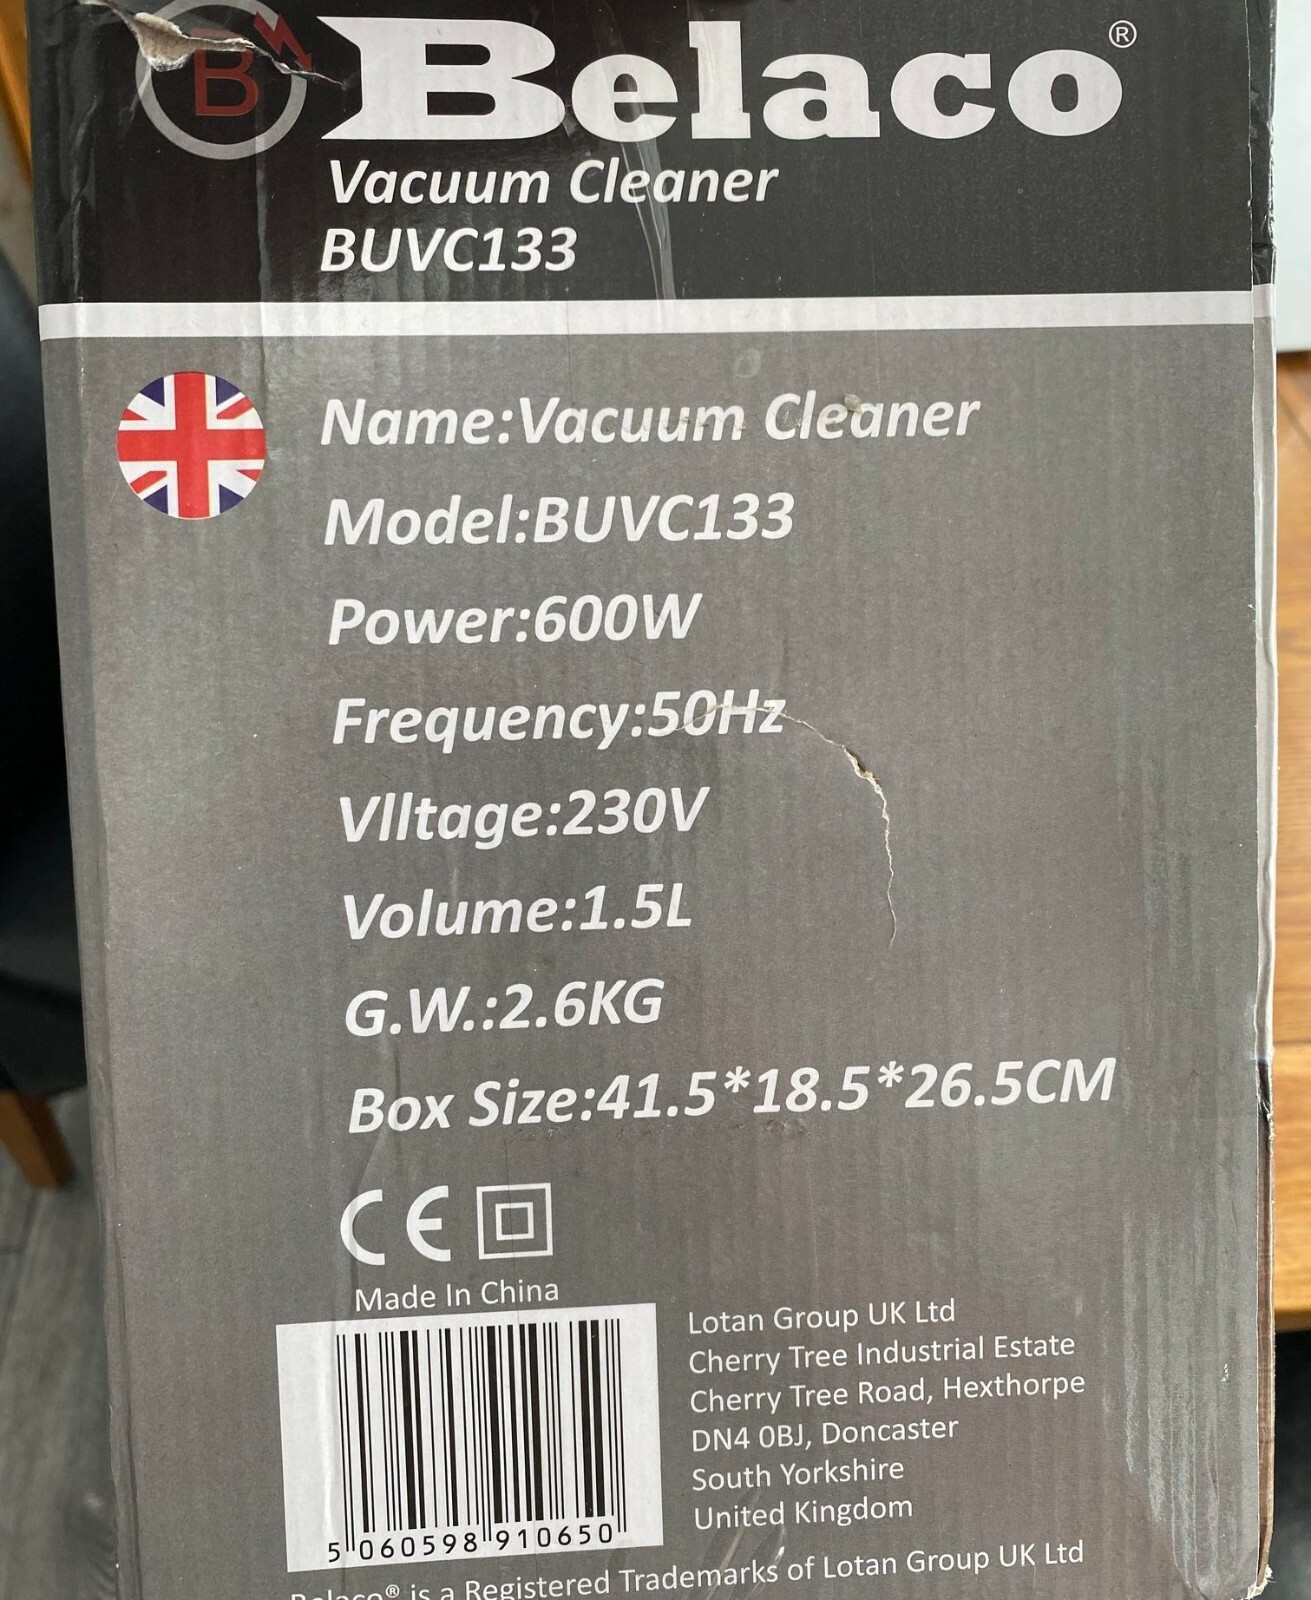 B
Belaco®
Vacuum Cleaner
BUVC133
Name:Vacuum Cleaner
Model:BUVC133
Power:600W
Frequency:50Hz
Vlltage:230V
Volume:1.5L
G.W.:2.6KG
Box Size:41.5*18.5*26.5CM
CE
Made In China
Lotan Group UK Ltd
Cherry Tree Industrial Estate
Cherry Tree Road, Hexthorpe
DN4 0BJ, Doncaster
South Yorkshire
United Kingdom
5 060598 910650
Belaco® is a Registered Trademarks of Lotan Group UK Ltd